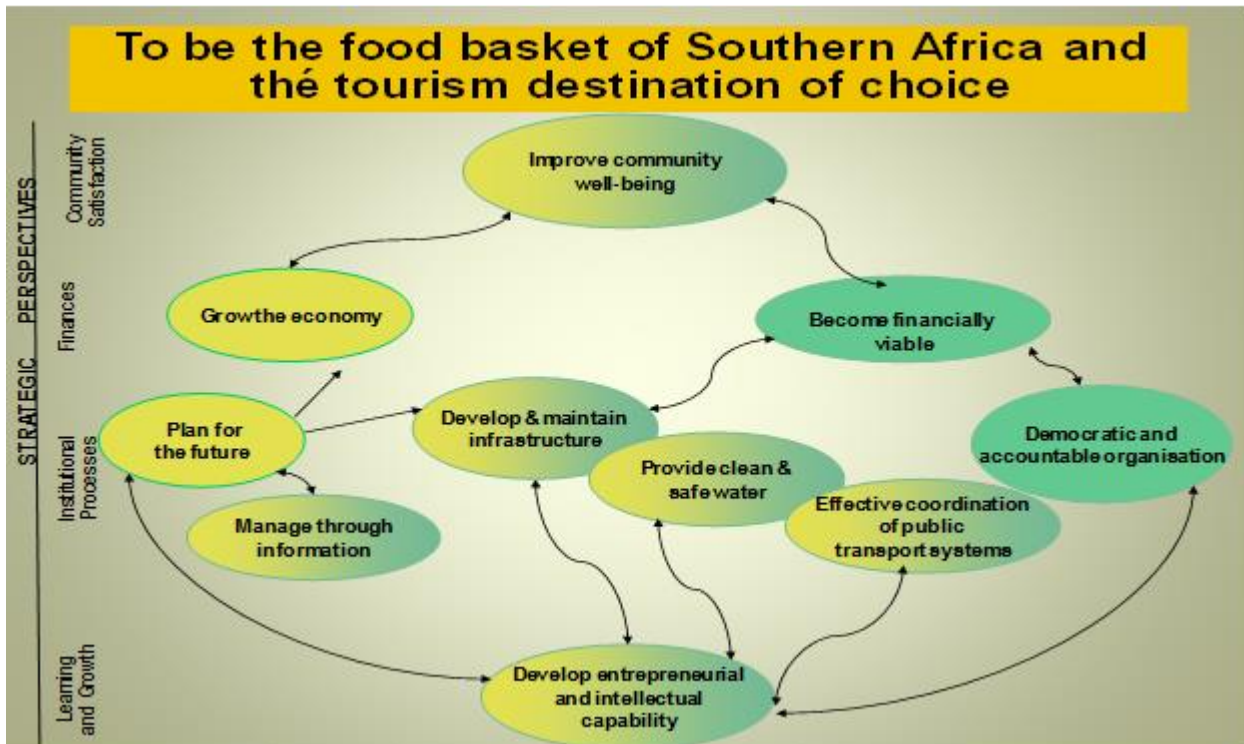 To be the food basket of Southern Africa and
thé tourism destination of choice
STRATEGIC PERSPECTIVES
Community
Satisfaction
Improve community
well-being
Finances
Growthe economy
Become financially
viable
Institutional
Processes
Plan for
the future
Develop & maintain
infrastructure
Democratic and
accountable organisation
Provide clean &
safe water
Effective coordination
of public
transport systems
Manage through
information
Learning
and Growth
Develop entrepreneurial
and intellectual
capability